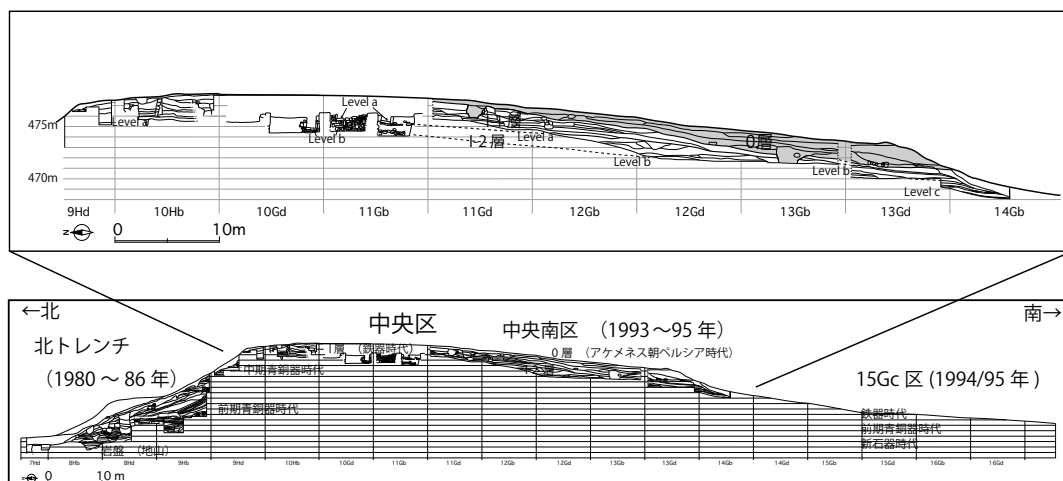 Level a
Level a
475m
1-1 層
Level a
Level b
1-2 層
0層
Level b
Level b
470m
Level c
9Hd 10Hb 10Gd 11Gb 11Gd 12Gb 12Gd 13Gb 13Gd 14Gb
N 0 10m
←北 南→
中央区 中央南区 (1993~95 年)
北トレンチ
1層 (鉄器時代) 0 層 (アケメネス朝ペルシア時代)
(1980 ~ 86 年) 中期青銅器時代 1-2 層 15Gc 区 (1994/95 年 )
前期青銅器時代 鉄器時代
前期青銅器時代
岩盤 (地山) 新石器時代
7Hd 8Hb 8Hd 9Hb 9Hd 10Hb 10Gd 11Gb 11Gd 12Gb 12Gd 13Gb 13Gd 14Gb 14Gd 15Gb 15Gd 16Gb 16Gd
0 10 m